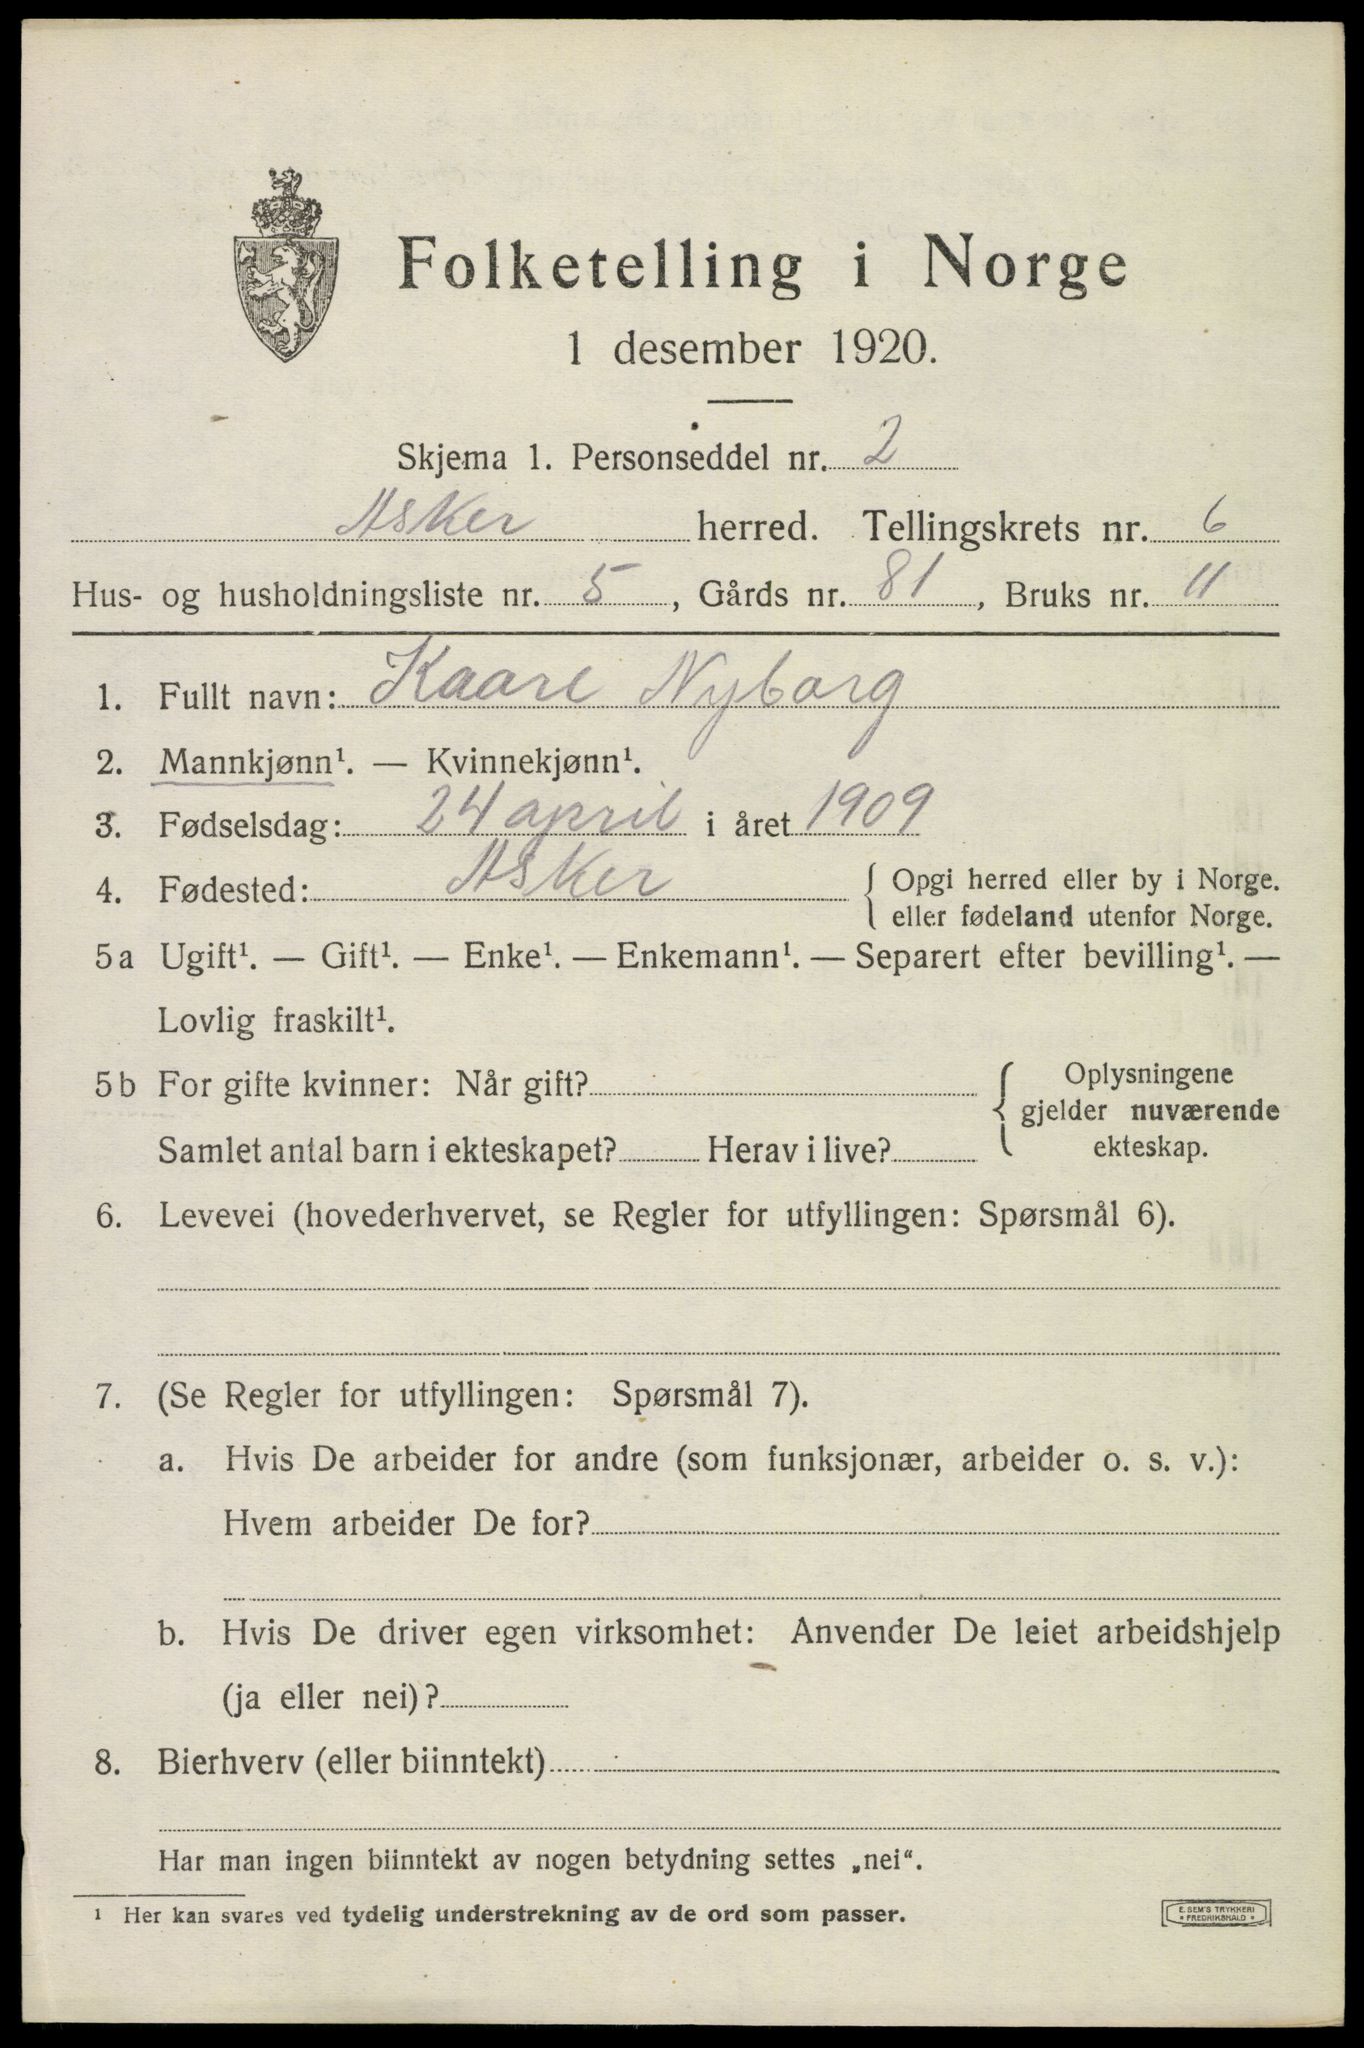 Folketelling i Norge
1 desember 1920.
Skjema 1. Personseddel nr. 2
Asker herred. Tellingskrets nr. 6
Hus- og husholdningsliste nr. 5, Gårds nr. 81, Bruks nr. 11
1. Fullt navn: Kaare Nyborg
2. Mannkjønn¹. — Kvinnekjønn¹.
3. Fødselsdag: 24 april i året 1909
4. Fødested: Asker { Opgi herred eller by i Norge.
eller fødeland utenfor Norge.
5a Ugift¹. — Gift¹. — Enke¹. — Enkemann¹. — Separert efter bevilling¹. —
Lovlig fraskilt¹.
5b For gifte kvinner: Når gift? { Oplysningene
gjelder nuværende
ekteskap.
Samlet antal barn i ekteskapet? Herav i live?
6. Levevei (hovederhvervet, se Regler for utfyllingen: Spørsmål 6).
7. (Se Regler for utfyllingen: Spørsmål 7).
a. Hvis De arbeider for andre (som funksjonær, arbeider o. s. v.):
Hvem arbeider De for?
b. Hvis De driver egen virksomhet: Anvender De leiet arbeidshjelp
(ja eller nei)?
8. Bierhverv (eller biinntekt)
Har man ingen biinntekt av nogen betydning settes „nei“.
¹ Her kan svares ved tydelig understrekning av de ord som passer.
E. SEM'S TRYKKERI
* FREDRIKSHALD *